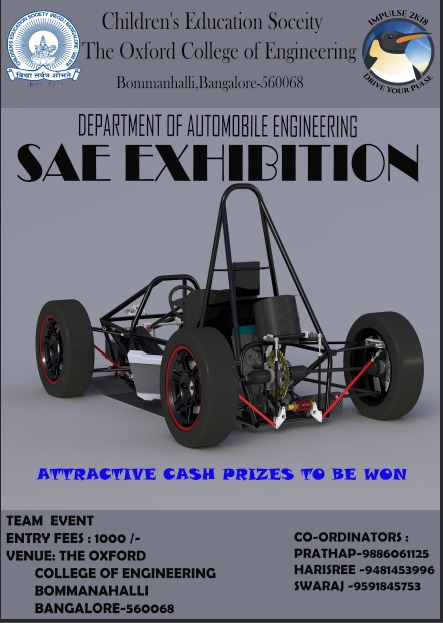 Children's Education Soceity
The Oxford College of Engineering
Bommanhalli,Bangalore-560068
विद्या सर्वत्र शोभते
IMPULSE 2K18
DRIVE YOUR PULSE
DEPARTMENT OF AUTOMOBILE ENGINEERING
SAE EXHIBITION
ATTRACTIVE CASH PRIZES TO BE WON
TEAM EVENT
ENTRY FEES : 1000 /-
VENUE: THE OXFORD
COLLEGE OF ENGINEERING
BOMMANAHALLI
BANGALORE-560068
CO-ORDINATORS :
PRATHAP-9886061125
HARISREE -9481453996
SWARAJ -9591845753